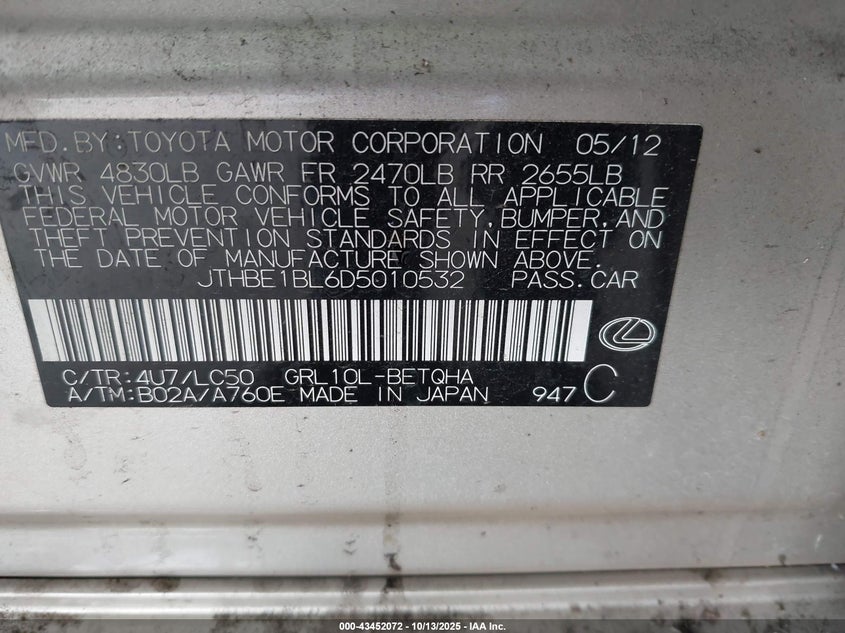 MFD.BY:TOYOTA MOTOR CORPORATION 05/12
GVWR 4830LB GAWR FR 2470LB RR 2655LB
THIS VEHICLE CONFORMS TO ALL APPLICABLE
FEDERAL MOTOR VEHICLE SAFETY,BUMPER,AND
THEFT PREVENTION STANDARDS IN EFFECT ON
THE DATE OF MANUFACTURE SHOWN ABOVE.
JTHBE1BL6D5010532 PASS.CAR
C/TR:4U7/LC50 GRL10L-BETQHA
A/TM:B02A/A760E MADE IN JAPAN 947 C
000-43452072 - 10/13/2025 - IAA Inc.